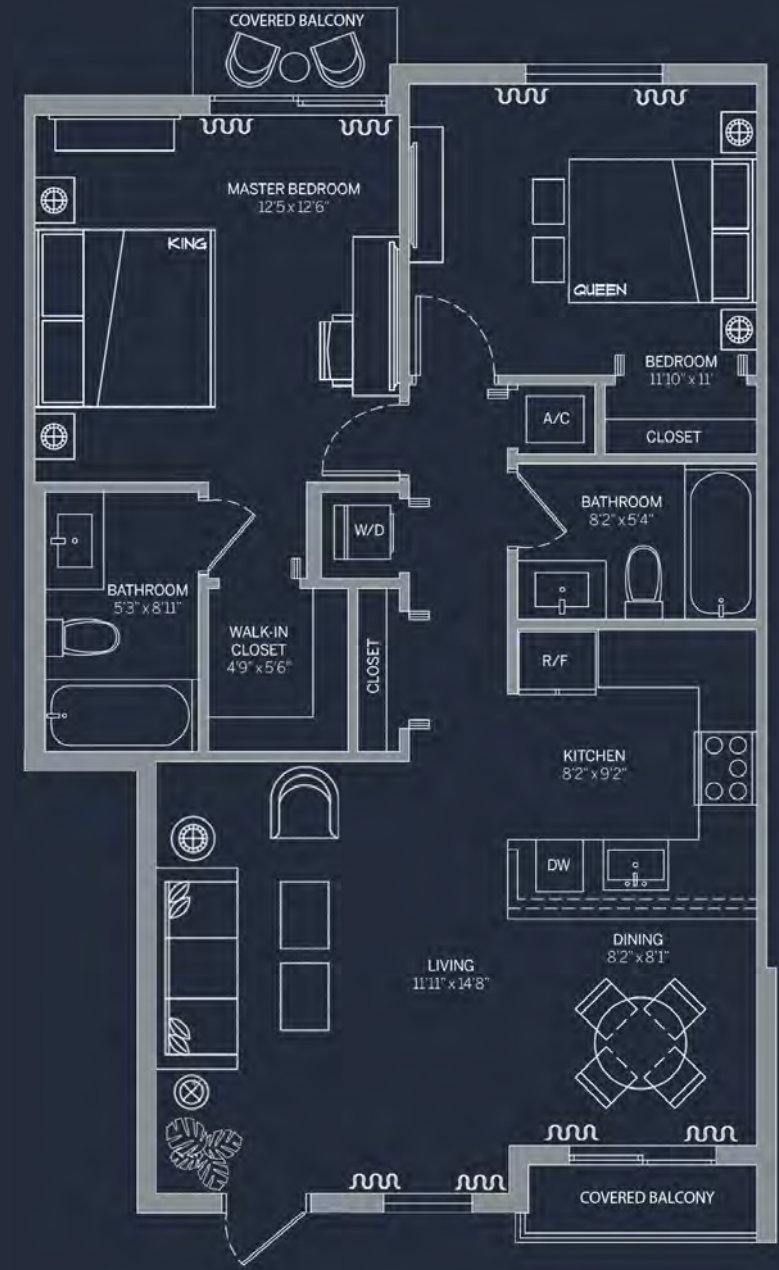 COVERED BALCONY
MASTER BEDROOM
12'5 x 12'6"
KING
QUEEN
BEDROOM
11'10" x 11'
A/C
CLOSET
W/D
BATHROOM
8'2" x 5'4"
BATHROOM
5'3" x 8'11"
WALK-IN
CLOSET
4'9" x 5'6"
CLOSET
R/F
KITCHEN
8'2" x 9'2"
DW
DINING
8'2" x 8'1"
LIVING
11'11" x 14'8"
COVERED BALCONY